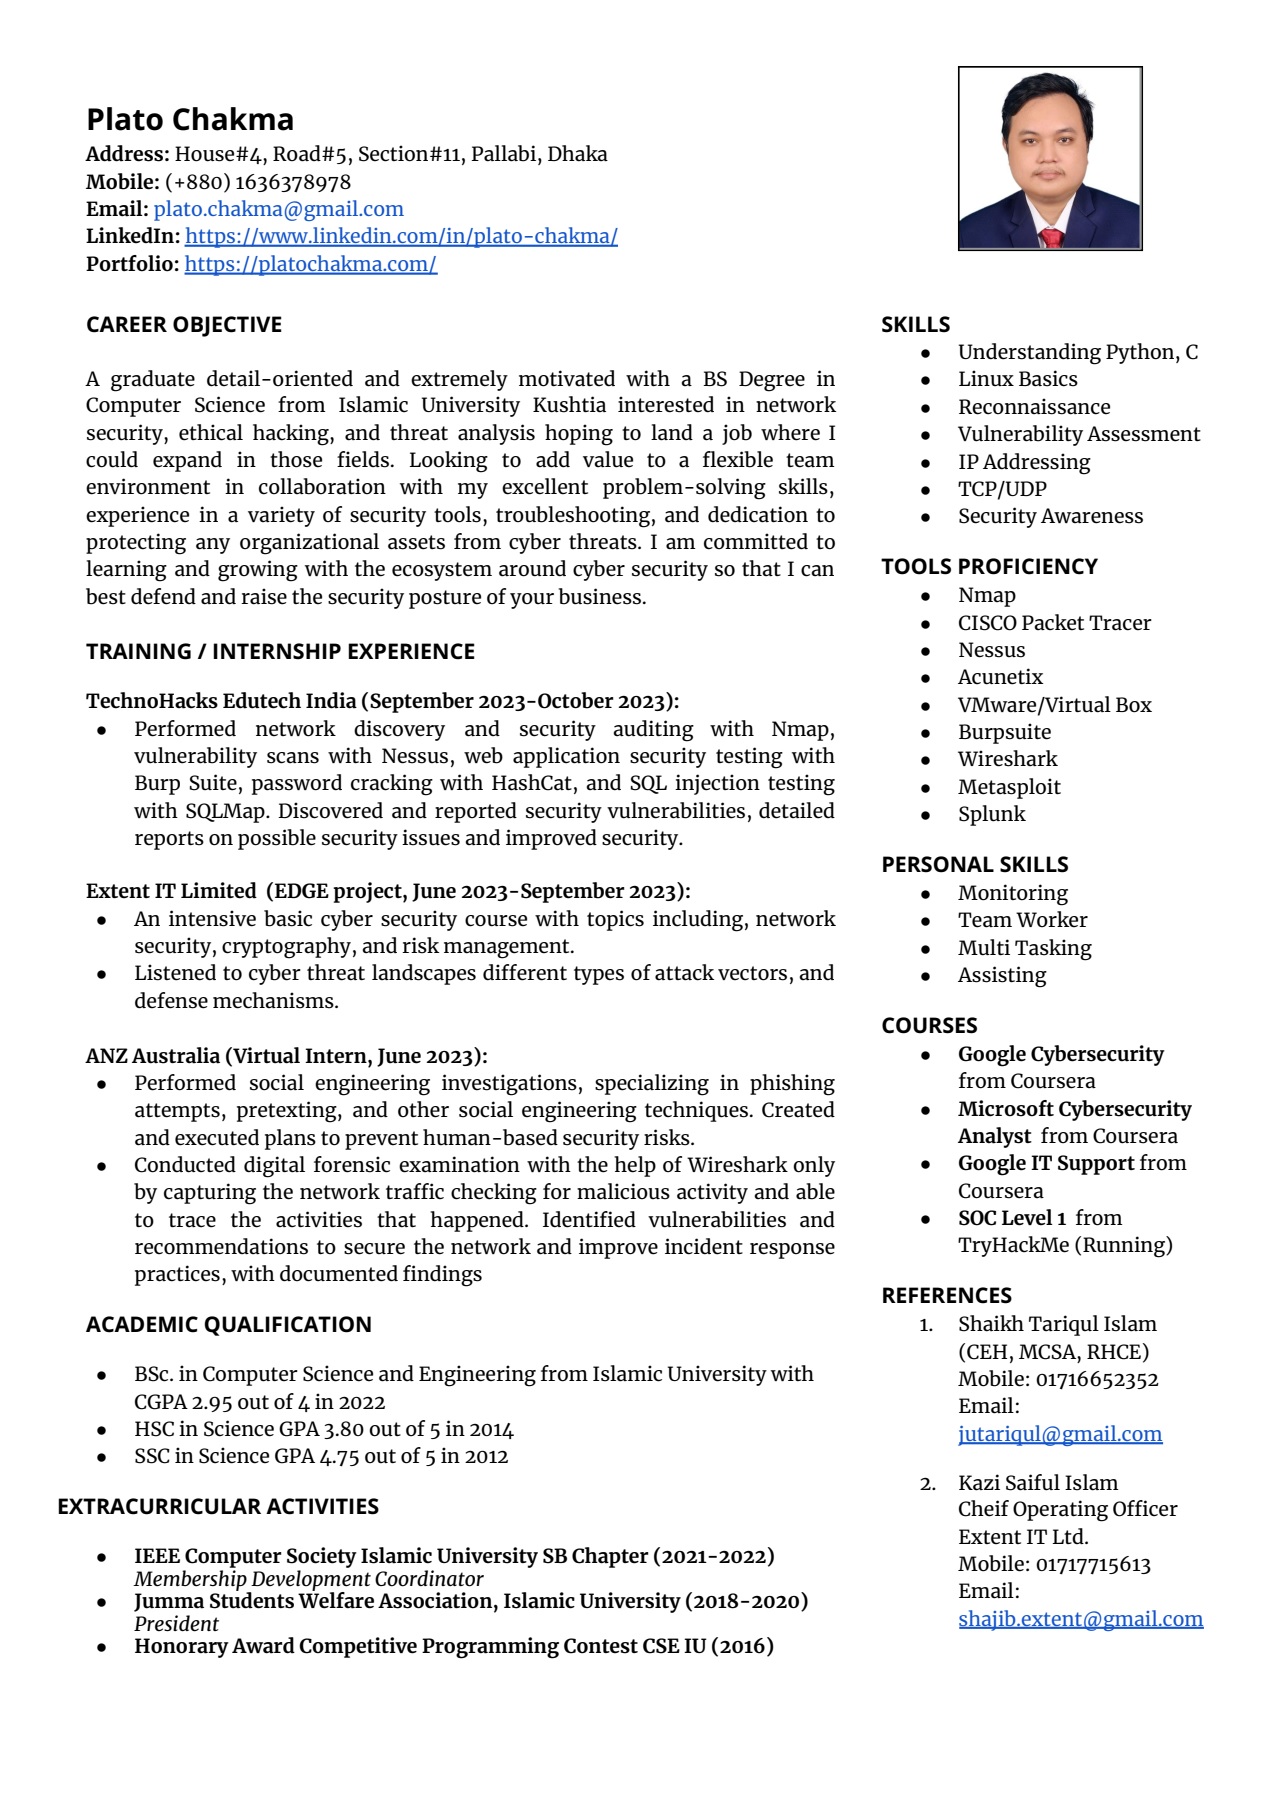 Plato Chakma
Address: House#4, Road#5, Section#11, Pallabi, Dhaka
Mobile: (+880) 1636378978
Email: plato.chakma@gmail.com
LinkedIn: https://www.linkedin.com/in/plato-chakma/
Portfolio: https://platochakma.com/
CAREER OBJECTIVE
A graduate detail-oriented and extremely motivated with a BS Degree in
Computer Science from Islamic University Kushtia interested in network
security, ethical hacking, and threat analysis hoping to land a job where I
could expand in those fields. Looking to add value to a flexible team
environment in collaboration with my excellent problem-solving skills,
experience in a variety of security tools, troubleshooting, and dedication to
protecting any organizational assets from cyber threats. I am committed to
learning and growing with the ecosystem around cyber security so that I can
best defend and raise the security posture of your business.
TRAINING / INTERNSHIP EXPERIENCE
TechnoHacks Edutech India (September 2023-October 2023):
● Performed network discovery and security auditing with Nmap,
vulnerability scans with Nessus, web application security testing with
Burp Suite, password cracking with HashCat, and SQL injection testing
with SQLMap. Discovered and reported security vulnerabilities, detailed
reports on possible security issues and improved security.
Extent IT Limited (EDGE project, June 2023-September 2023):
● An intensive basic cyber security course with topics including, network
security, cryptography, and risk management.
● Listened to cyber threat landscapes different types of attack vectors, and
defense mechanisms.
ANZ Australia (Virtual Intern, June 2023):
● Performed social engineering investigations, specializing in phishing
attempts, pretexting, and other social engineering techniques. Created
and executed plans to prevent human-based security risks.
● Conducted digital forensic examination with the help of Wireshark only
by capturing the network traffic checking for malicious activity and able
to trace the activities that happened. Identified vulnerabilities and
recommendations to secure the network and improve incident response
practices, with documented findings
ACADEMIC QUALIFICATION
● BSc. in Computer Science and Engineering from Islamic University with
CGPA 2.95 out of 4 in 2022
● HSC in Science GPA 3.80 out of 5 in 2014
● SSC in Science GPA 4.75 out of 5 in 2012
EXTRACURRICULAR ACTIVITIES
● IEEE Computer Society Islamic University SB Chapter (2021-2022)
Membership Development Coordinator
● Jumma Students Welfare Association, Islamic University (2018-2020)
President
● Honorary Award Competitive Programming Contest CSE IU (2016)
SKILLS
● Understanding Python, C
● Linux Basics
● Reconnaissance
● Vulnerability Assessment
● IP Addressing
● TCP/UDP
● Security Awareness
TOOLS PROFICIENCY
● Nmap
● CISCO Packet Tracer
● Nessus
● Acunetix
● VMware/Virtual Box
● Burpsuite
● Wireshark
● Metasploit
● Splunk
PERSONAL SKILLS
● Monitoring
● Team Worker
● Multi Tasking
● Assisting
COURSES
● Google Cybersecurity
from Coursera
● Microsoft Cybersecurity
Analyst from Coursera
● Google IT Support from
Coursera
● SOC Level 1 from
TryHackMe (Running)
REFERENCES
1. Shaikh Tariqul Islam
(CEH, MCSA, RHCE)
Mobile: 01716652352
Email:
jutariqul@gmail.com
2. Kazi Saiful Islam
Cheif Operating Officer
Extent IT Ltd.
Mobile: 01717715613
Email:
shajib.extent@gmail.com